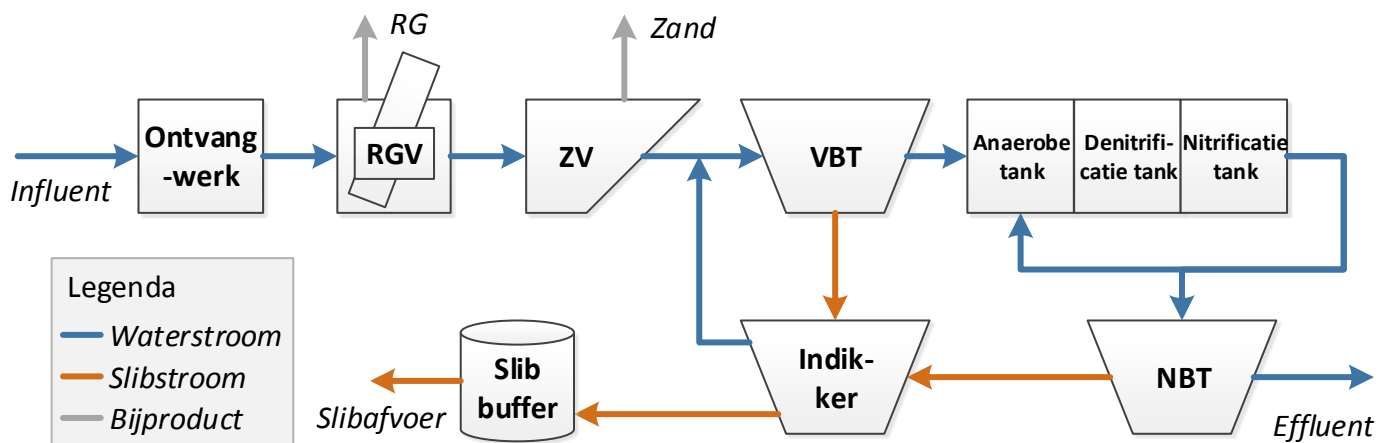 RG
Zand
Ontvang
-werk
RGV
ZV
VBT
Anaerobe
tank
Denitrifi-
catie tank
Nitrificatie
tank
Influent
Legenda
Waterstroom
Slibstroom
Bijproduct
Slib
buffer
Slibafvoer
Indik-
ker
NBT
Effluent